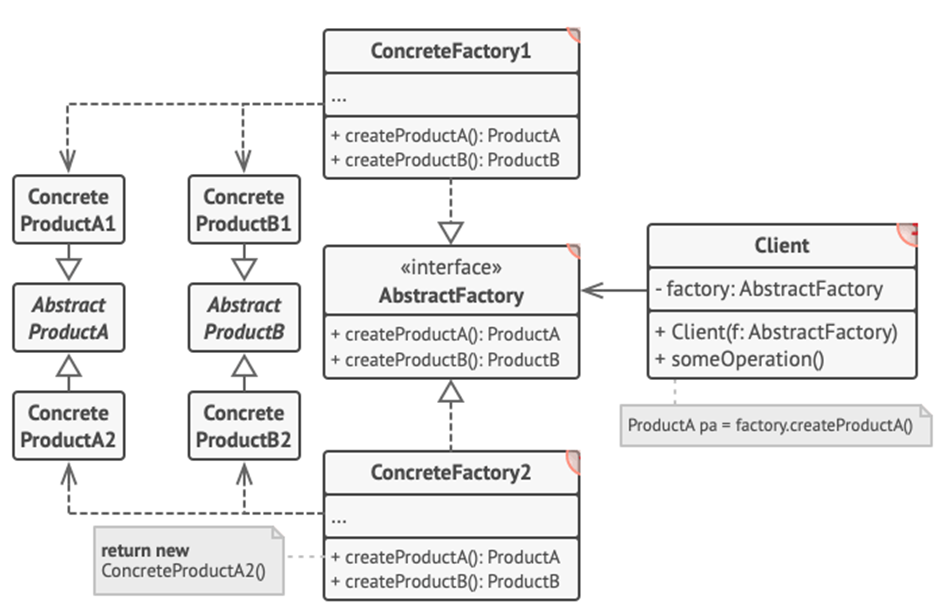 ConcreteFactory1
...
+ createProductA(): ProductA
+ createProductB(): ProductB
Concrete
ProductA1
Concrete
ProductB1
Abstract
ProductA
Abstract
ProductB
Concrete
ProductA2
Concrete
ProductB2
«interface»
AbstractFactory
+ createProductA(): ProductA
+ createProductB(): ProductB
Client
- factory: AbstractFactory
+ Client(f: AbstractFactory)
+ someOperation()
ProductA pa = factory.createProductA()
ConcreteFactory2
...
+ createProductA(): ProductA
+ createProductB(): ProductB
return new
ConcreteProductA2()